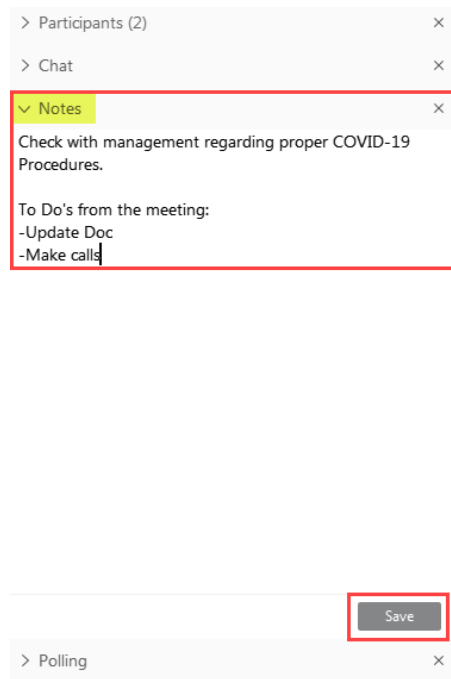 Participants (2)
Chat
Notes
Check with management regarding proper COVID-19
Procedures.
To Do's from the meeting:
-Update Doc
-Make calls
Save
Polling